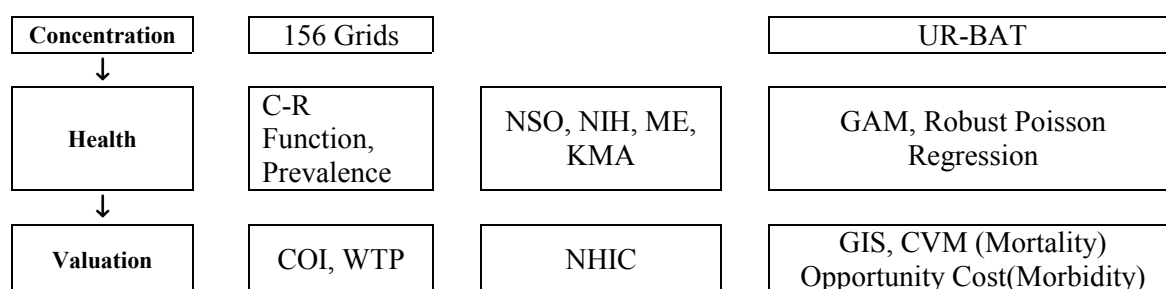 Concentration
156 Grids
UR-BAT
↓
Health
C-R
Function,
Prevalence
NSO, NIH, ME,
KMA
GAM, Robust Poisson
Regression
↓
Valuation
COI, WTP
NHIC
GIS, CVM (Mortality)
Opportunity Cost(Morbidity)